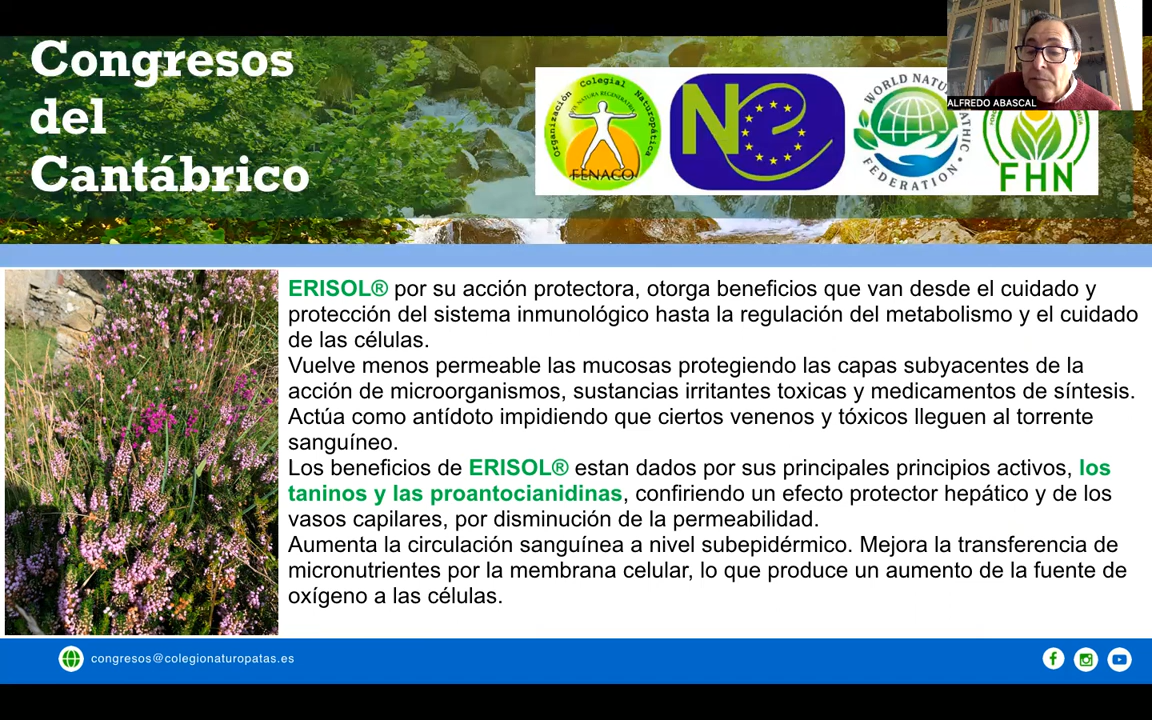 Congresos
del
Cantábrico
Organización Colegial Naturopática
NATURA REGENERATRIX
FENACO
Ne
WORLD NATUROPATHIC
FEDERATION
FHN
ALFREDO ABASCAL
ERISOL® por su acción protectora, otorga beneficios que van desde el cuidado y
protección del sistema inmunológico hasta la regulación del metabolismo y el cuidado
de las células.
Vuelve menos permeable las mucosas protegiendo las capas subyacentes de la
acción de microorganismos, sustancias irritantes toxicas y medicamentos de síntesis.
Actúa como antídoto impidiendo que ciertos venenos y tóxicos lleguen al torrente
sanguíneo.
Los beneficios de ERISOL® estan dados por sus principales principios activos, los
taninos y las proantocianidinas, confiriendo un efecto protector hepático y de los
vasos capilares, por disminución de la permeabilidad.
Aumenta la circulación sanguínea a nivel subepidérmico. Mejora la transferencia de
micronutrientes por la membrana celular, lo que produce un aumento de la fuente de
oxígeno a las células.
congresos@colegionaturopatas.es